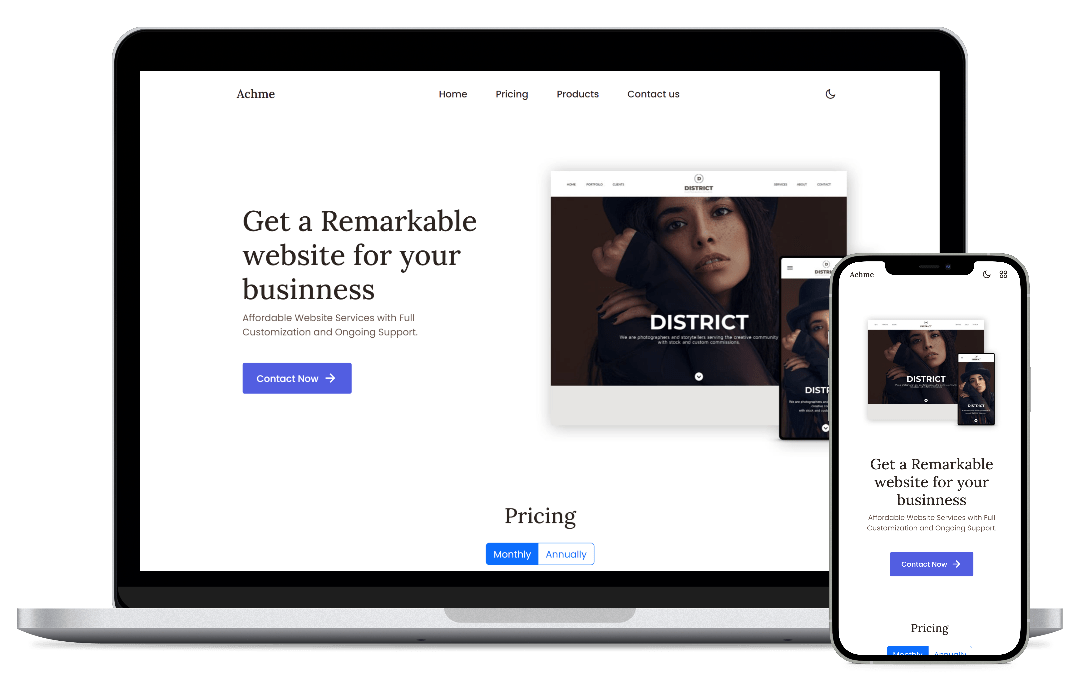 Achme
Home Pricing Products Contact us
HOME PORTFOLIO CLIENTS
DISTRICT
SERVICES ABOUT CONTACT
Get a Remarkable
website for your
businness
Affordable Website Services with Full
Customization and Ongoing Support.
Contact Now
DISTRICT
We are photographers and storytellers serving the creative community
with stock and custom commissions.
Pricing
Monthly Annually
Achme
DISTRICT
Get a Remarkable
website for your
businness
Affordable Website Services with Full
Customization and Ongoing Support.
Contact Now
Pricing
Monthly Annually